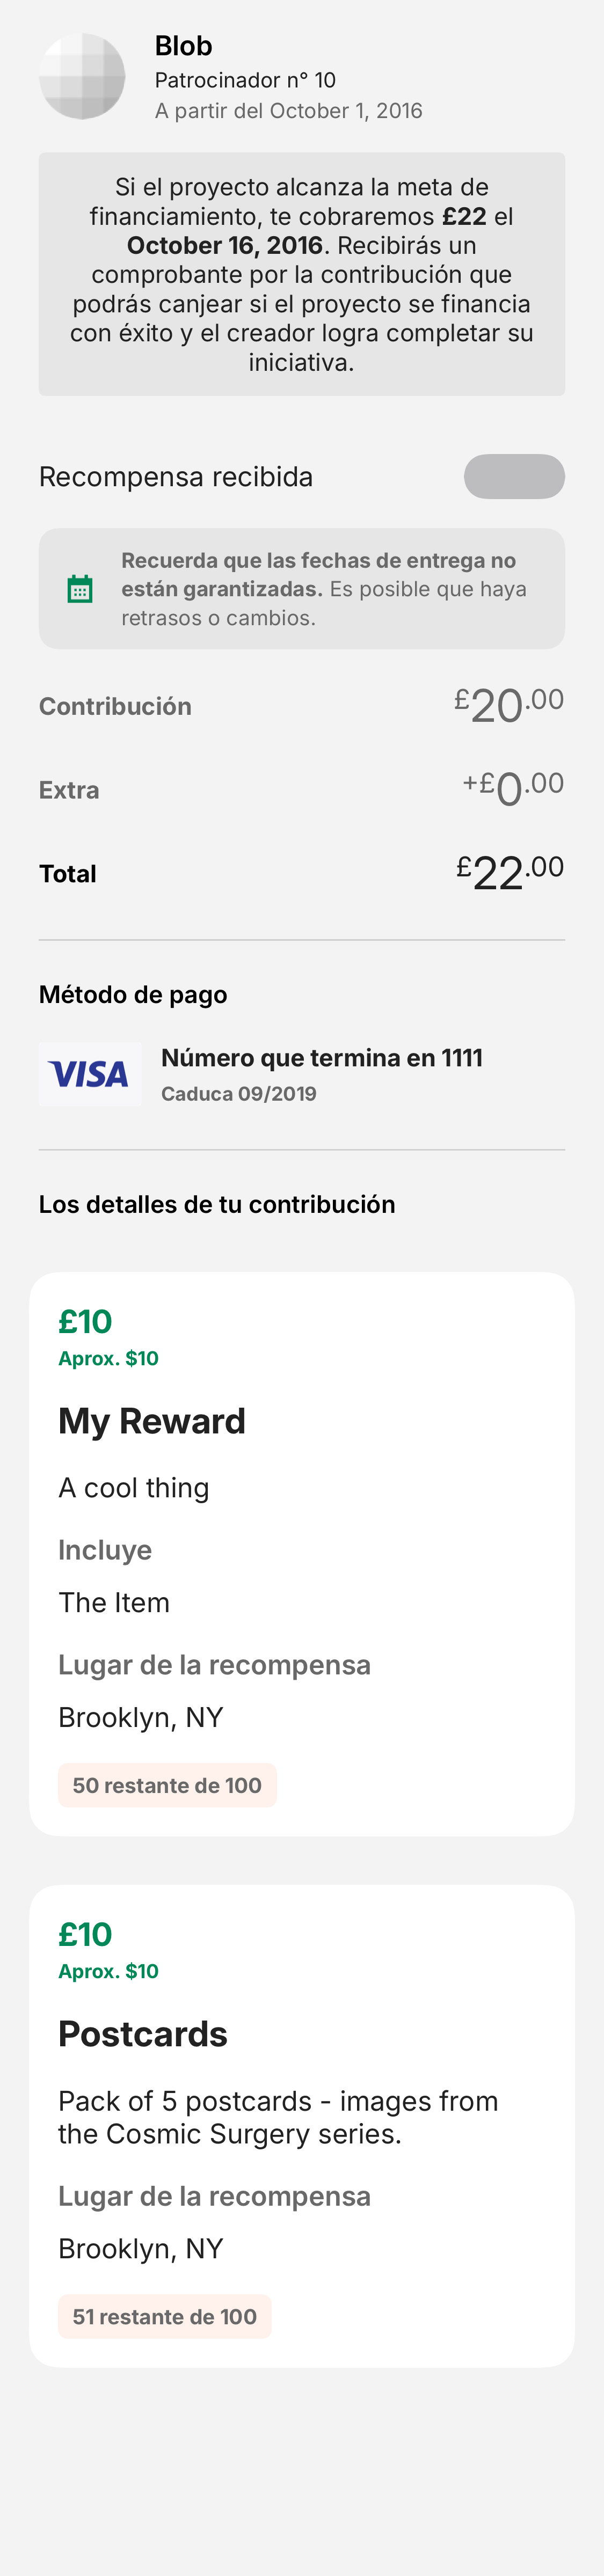 Blob
Patrocinador n° 10
A partir del October 1, 2016
Si el proyecto alcanza la meta de
financiamiento, te cobraremos £22 el
October 16, 2016. Recibirás un
comprobante por la contribución que
podrás canjear si el proyecto se financia
con éxito y el creador logra completar su
iniciativa.
Recompensa recibida
Recuerda que las fechas de entrega no
están garantizadas. Es posible que haya
retrasos o cambios.
Contribución £20.00
Extra +£0.00
Total £22.00
Método de pago
VISA
Número que termina en 1111
Caduca 09/2019
Los detalles de tu contribución
£10
Aprox. $10
My Reward
A cool thing
Incluye
The Item
Lugar de la recompensa
Brooklyn, NY
50 restante de 100
£10
Aprox. $10
Postcards
Pack of 5 postcards - images from
the Cosmic Surgery series.
Lugar de la recompensa
Brooklyn, NY
51 restante de 100